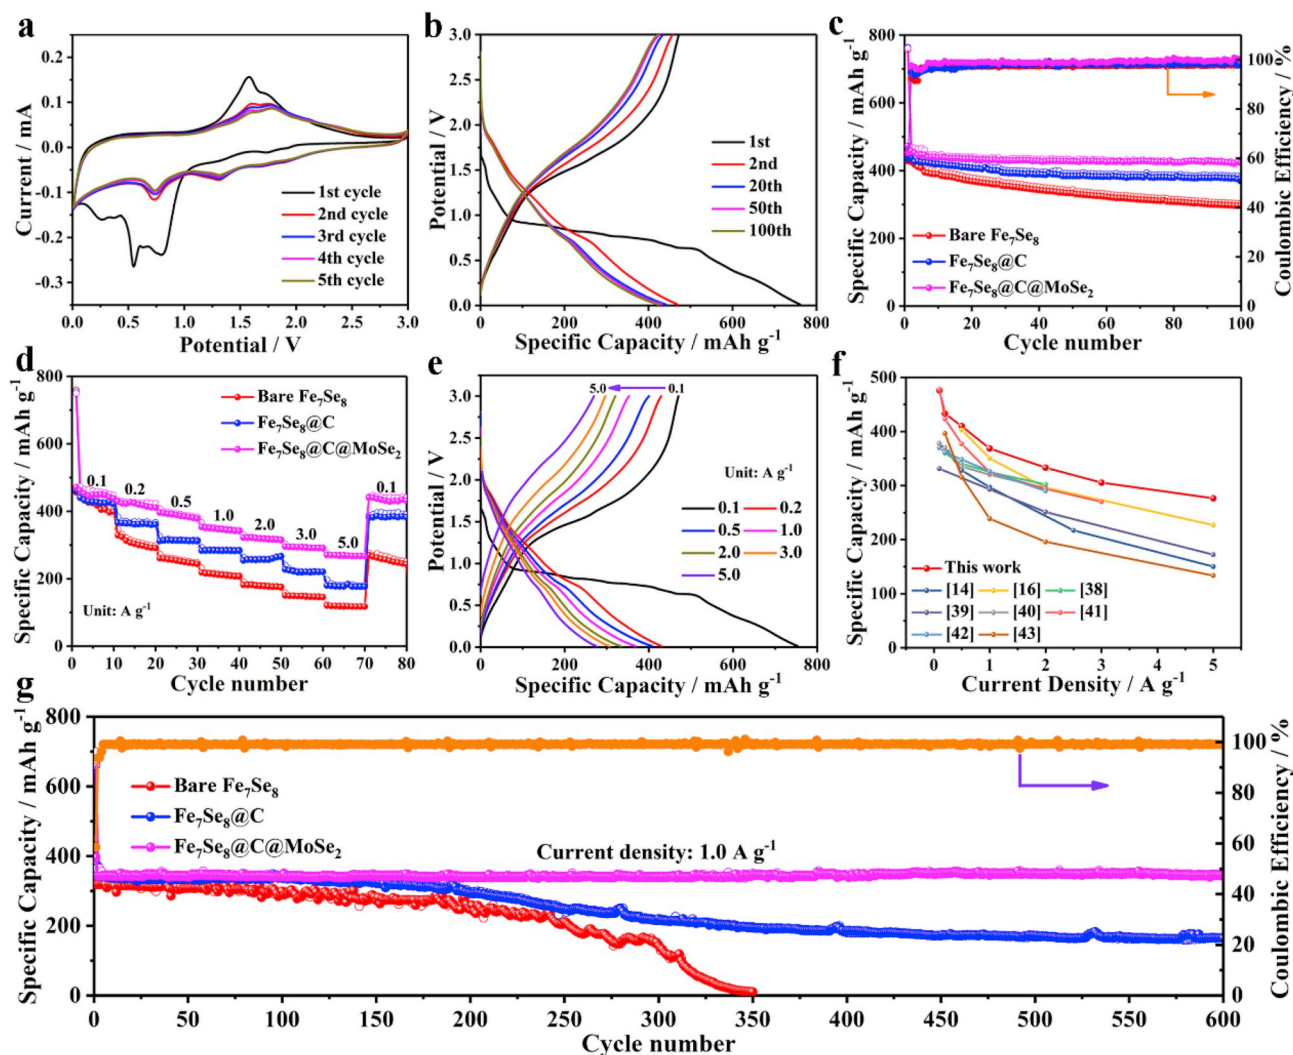 a
Current / mA
0.2
0.1
0.0
-0.1
-0.2
-0.3
1st cycle
2nd cycle
3rd cycle
4th cycle
5th cycle
0.0 0.5 1.0 1.5 2.0 2.5 3.0
Potential / V
b
Potential / V
3.0
2.5
2.0
1.5
1.0
0.5
0.0
1st
2nd
20th
50th
100th
0 200 400 600 800
Specific Capacity / mAh g⁻¹
c
Specific Capacity / mAh g⁻¹
800
700
600
500
400
300
200
100
0
Bare Fe₇Se₈
Fe₇Se₈@C
Fe₇Se₈@C@MoSe₂
100
80
60
40
20
0
Coulombic Efficiency / %
0 20 40 60 80 100
Cycle number
d
Specific Capacity / mAh g⁻¹
800
600
400
200
0
Bare Fe₇Se₈
Fe₇Se₈@C
Fe₇Se₈@C@MoSe₂
0.1 0.2 0.5 1.0 2.0 3.0 5.0 0.1
Unit: A g⁻¹
0 10 20 30 40 50 60 70 80
Cycle number
e
Potential / V
3.0
2.5
2.0
1.5
1.0
0.5
0.0
5.0 0.1
Unit: A g⁻¹
0.1 0.2
0.5 1.0
2.0 3.0
5.0
0 200 400 600 800
Specific Capacity / mAh g⁻¹
f
Specific Capacity / mAh g⁻¹
500
400
300
200
100
0
This work
[14] [16] [38]
[39] [40] [41]
[42] [43]
0 1 2 3 4 5
Current Density / A g⁻¹
g
Specific Capacity / mAh g⁻¹
800
600
400
200
0
Bare Fe₇Se₈
Fe₇Se₈@C
Fe₇Se₈@C@MoSe₂
Current density: 1.0 A g⁻¹
100
80
60
40
20
0
Coulombic Efficiency / %
0 50 100 150 200 250 300 350 400 450 500 550 600
Cycle number